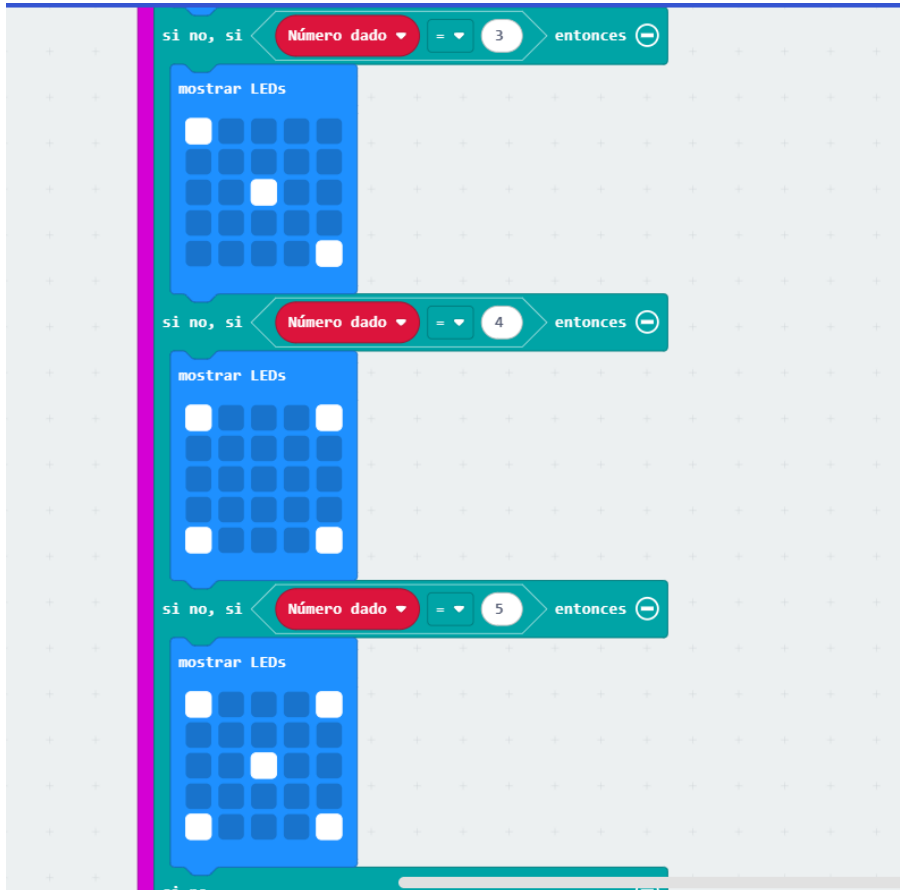 si no, si Número dado = 3 entonces
mostrar LEDs
si no, si Número dado = 4 entonces
mostrar LEDs
si no, si Número dado = 5 entonces
mostrar LEDs